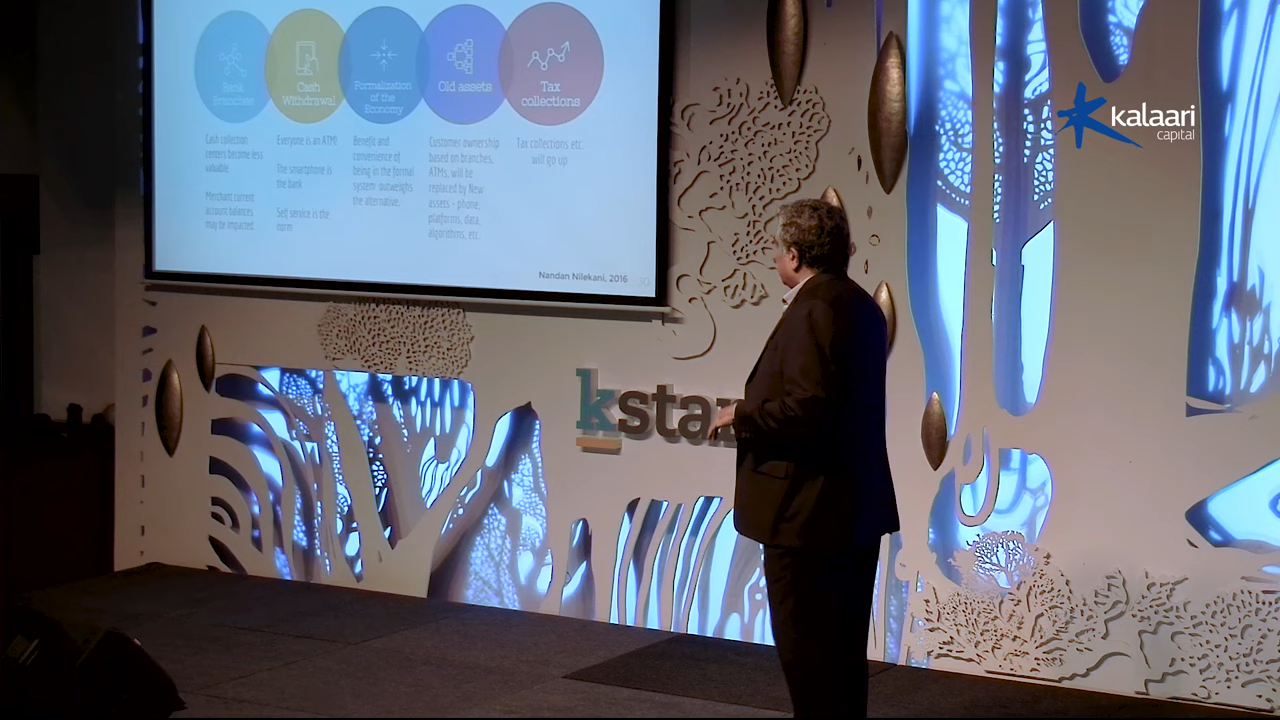 Bank
Branches
Cash
Withdrawal
Formalization
of the
Economy
Old assets
Tax
collections
Cash collection
centers become less
valuable.
Merchant current
account balances
may be impacted.
Everyone is an ATM!
The smartphone is
the bank
Self service is the
norm
Benefit and
convenience of
being in the formal
system outweighs
the alternative.
Customer ownership
based on branches,
ATMs, will be
replaced by New
assets - phone,
platforms, data,
algorithms, etc.
Tax collections etc.
will go up
Nandan Nilekani, 2016
kalaari
capital